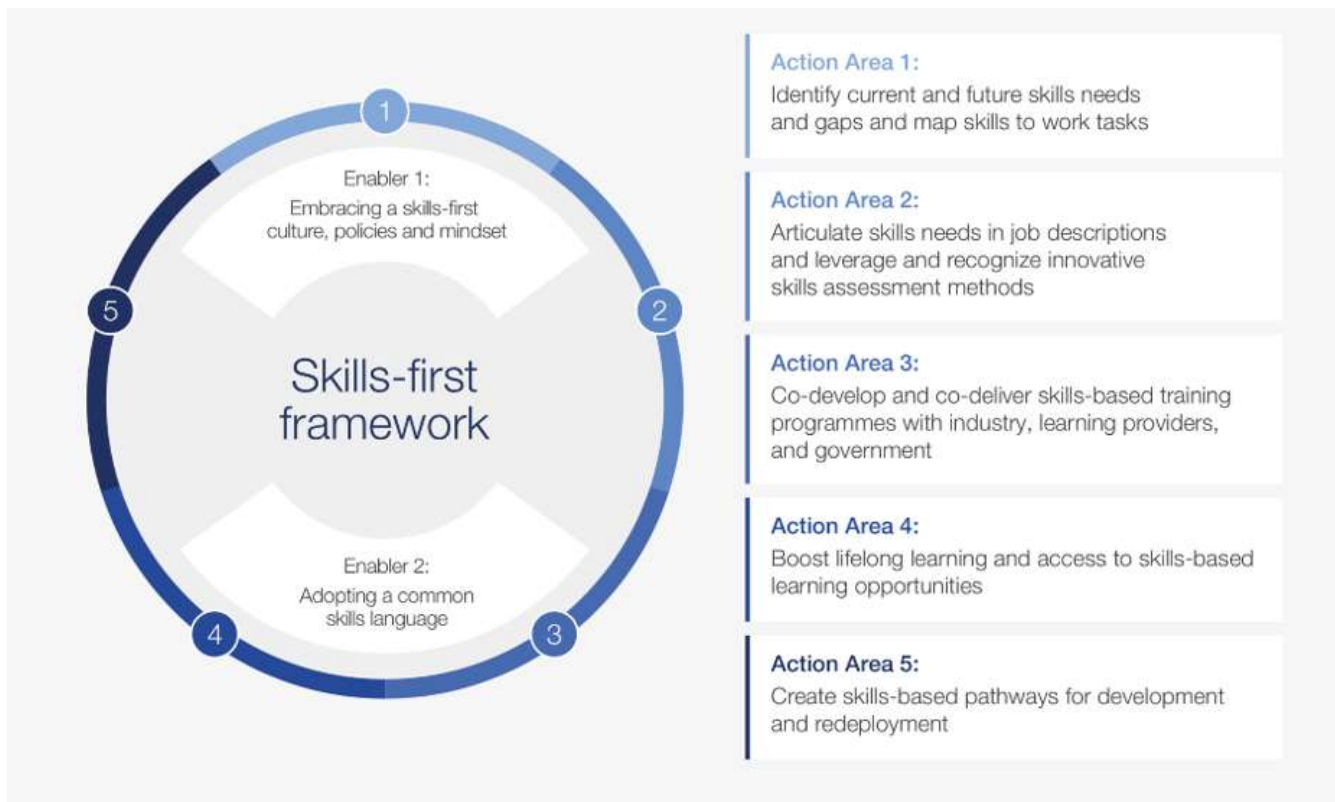 1
Enabler 1:
Embracing a skills-first
culture, policies and mindset
5
2
Skills-first
framework
Enabler 2:
Adopting a common
skills language
4
3
Action Area 1:
Identify current and future skills needs
and gaps and map skills to work tasks
Action Area 2:
Articulate skills needs in job descriptions
and leverage and recognize innovative
skills assessment methods
Action Area 3:
Co-develop and co-deliver skills-based training
programmes with industry, learning providers,
and government
Action Area 4:
Boost lifelong learning and access to skills-based
learning opportunities
Action Area 5:
Create skills-based pathways for development
and redeployment